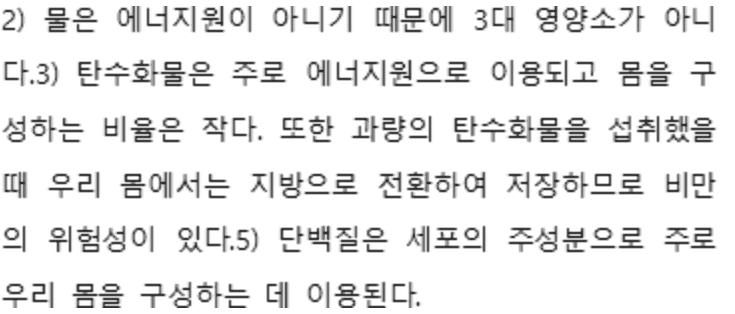 2) 물은 에너지원이 아니기 때문에 3대 영양소가 아니
다.3) 탄수화물은 주로 에너지원으로 이용되고 몸을 구
성하는 비율은 작다. 또한 과량의 탄수화물을 섭취했을
때 우리 몸에서는 지방으로 전환하여 저장하므로 비만
의 위험성이 있다.5) 단백질은 세포의 주성분으로 주로
우리 몸을 구성하는 데 이용된다.